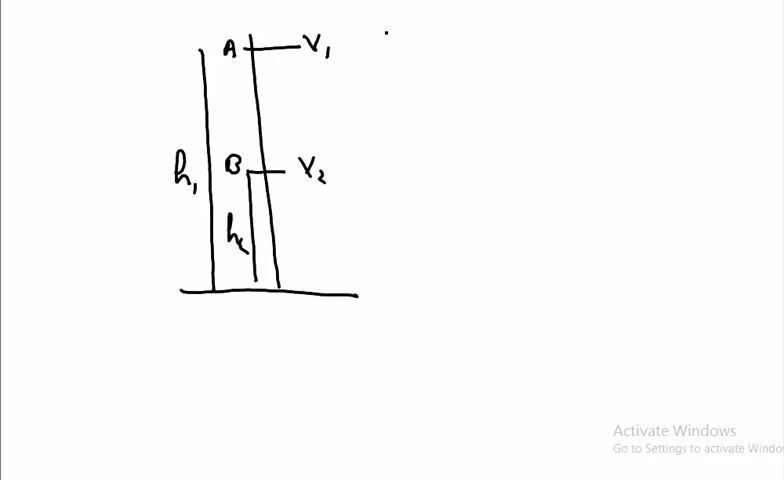 A V₁
h₁
B V₂
h₂
Activate Windows
Go to Settings to activate Windo